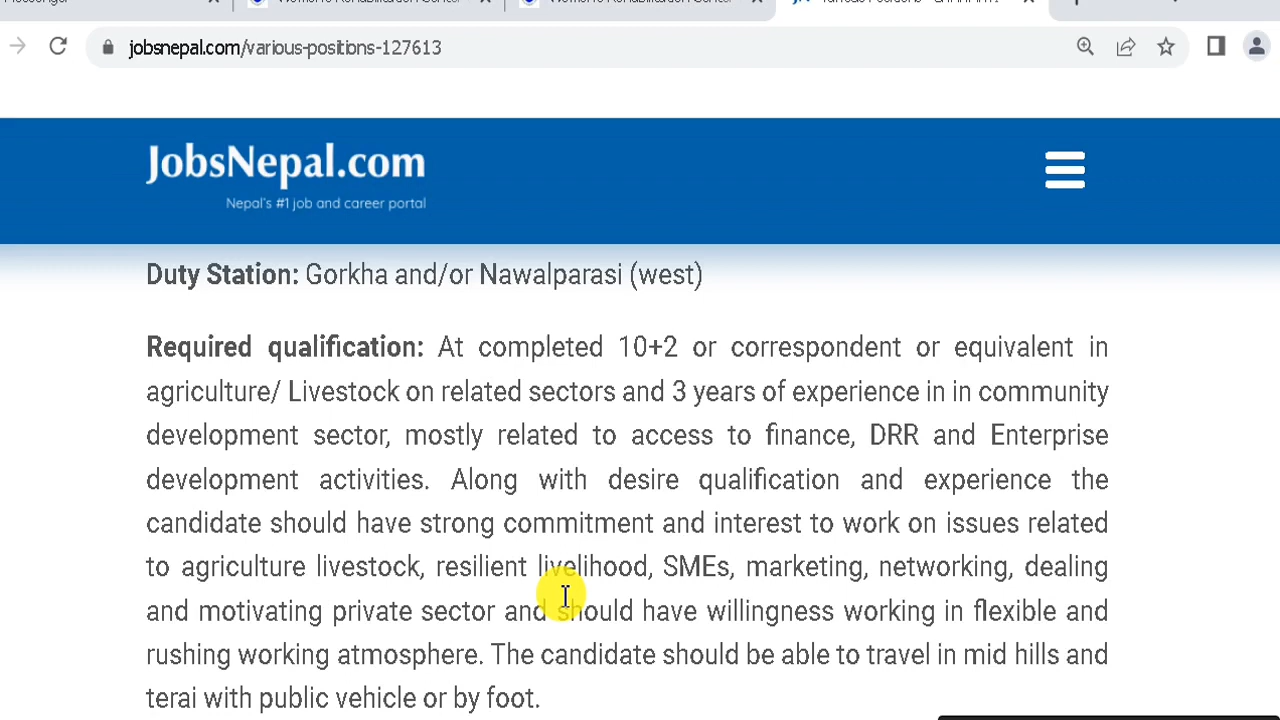 jobsnepal.com/various-positions-127613
JobsNepal.com
Nepal's #1 job and career portal
Duty Station: Gorkha and/or Nawalparasi (west)
Required qualification: At completed 10+2 or correspondent or equivalent in
agriculture/ Livestock on related sectors and 3 years of experience in in community
development sector, mostly related to access to finance, DRR and Enterprise
development activities. Along with desire qualification and experience the
candidate should have strong commitment and interest to work on issues related
to agriculture livestock, resilient livelihood, SMEs, marketing, networking, dealing
and motivating private sector and should have willingness working in flexible and
rushing working atmosphere. The candidate should be able to travel in mid hills and
terai with public vehicle or by foot.